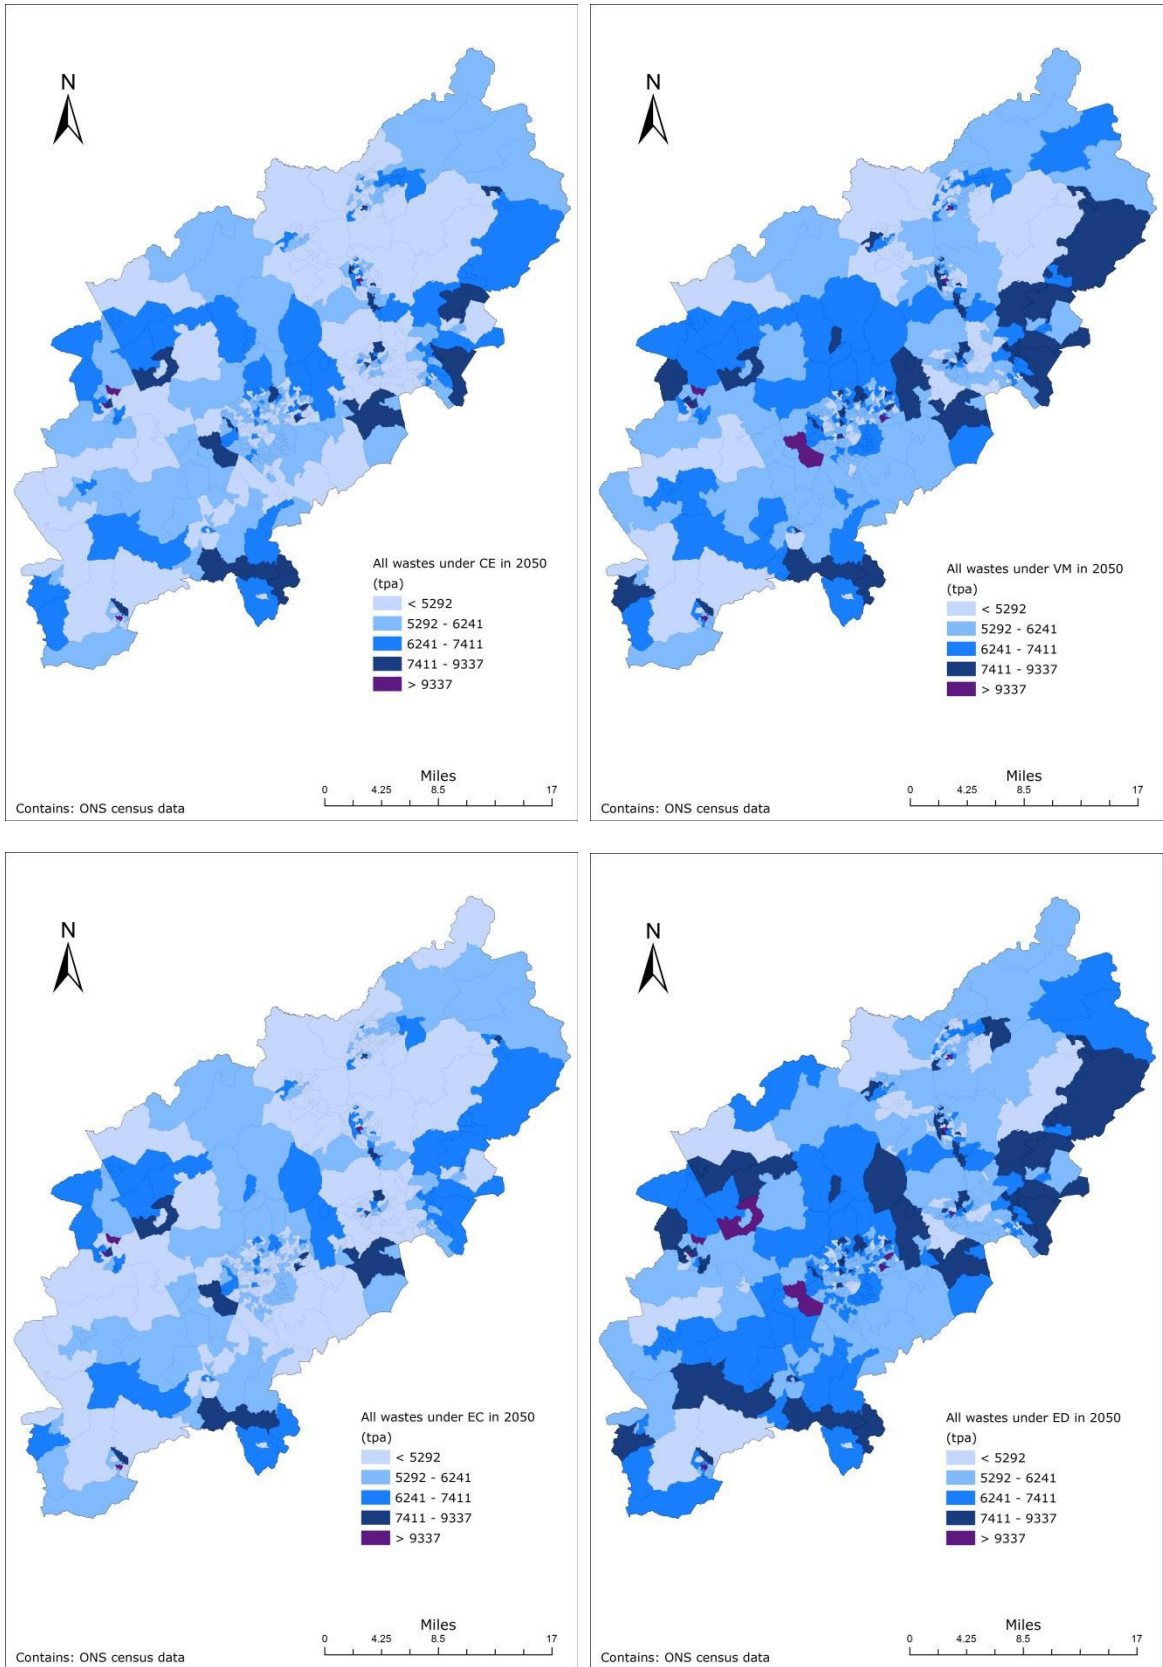 N
All wastes under CE in 2050
(tpa)
< 5292
5292 - 6241
6241 - 7411
7411 - 9337
> 9337
Miles
0 4.25 8.5 17
Contains: ONS census data
N
All wastes under VM in 2050
(tpa)
< 5292
5292 - 6241
6241 - 7411
7411 - 9337
> 9337
Miles
0 4.25 8.5 17
Contains: ONS census data
N
All wastes under EC in 2050
(tpa)
< 5292
5292 - 6241
6241 - 7411
7411 - 9337
> 9337
Miles
0 4.25 8.5 17
Contains: ONS census data
N
All wastes under ED in 2050
(tpa)
< 5292
5292 - 6241
6241 - 7411
7411 - 9337
> 9337
Miles
0 4.25 8.5 17
Contains: ONS census data